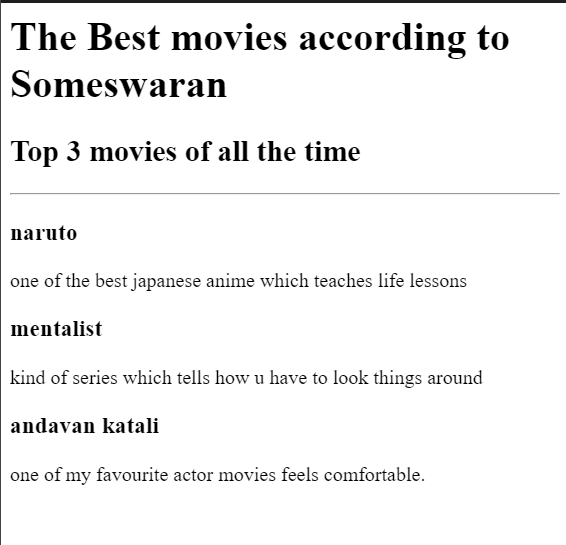 The Best movies according to
Someswaran
Top 3 movies of all the time
naruto
one of the best japanese anime which teaches life lessons
mentalist
kind of series which tells how u have to look things around
andavan katali
one of my favourite actor movies feels comfortable.